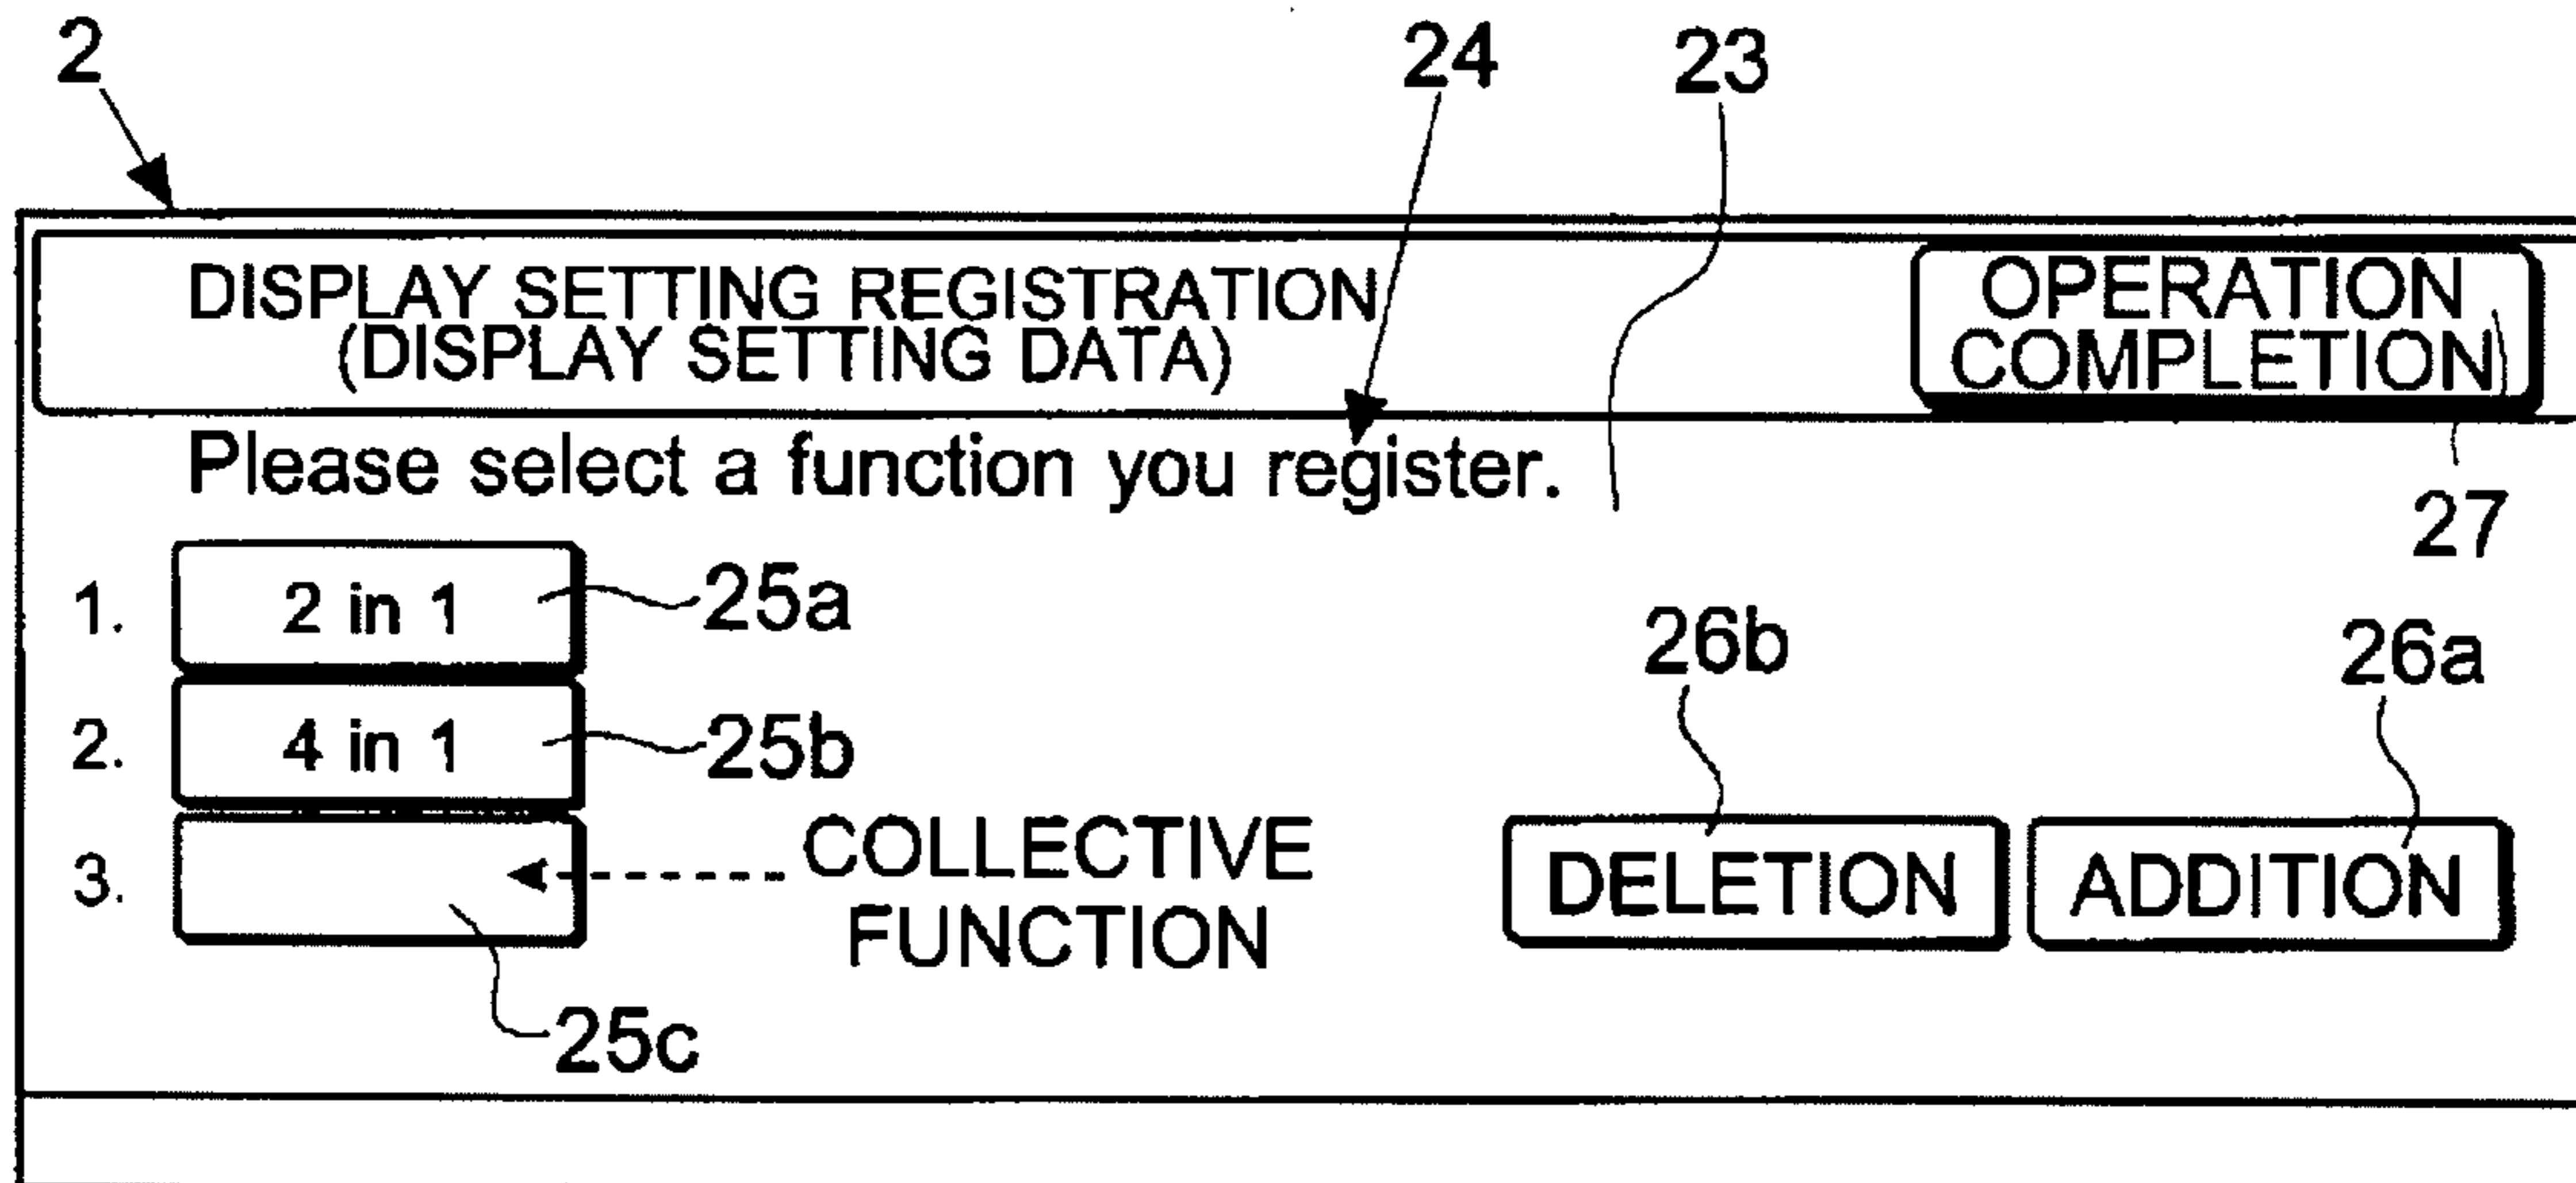 2
24
23
DISPLAY SETTING REGISTRATION
(DISPLAY SETTING DATA)
OPERATION
COMPLETION
Please select a function you register.
27
1.
2 in 1
25a
26b
26a
2.
4 in 1
25b
3.
COLLECTIVE
FUNCTION
DELETION
ADDITION
25c